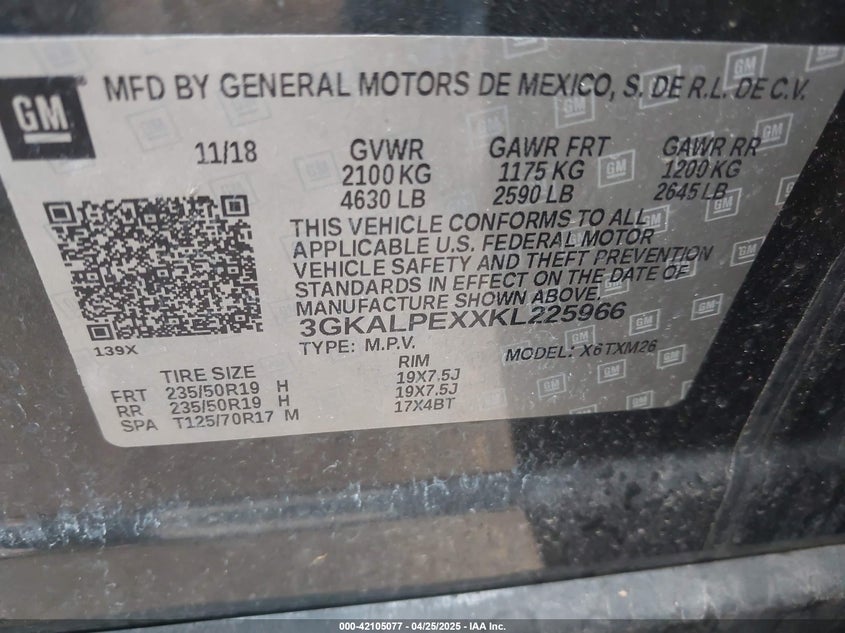 GM MFD BY GENERAL MOTORS DE MEXICO, S. DE R.L. DE C.V.
11/18 GVWR GAWR FRT GAWR RR
2100 KG 1175 KG 1200 KG
4630 LB 2590 LB 2645 LB
THIS VEHICLE CONFORMS TO ALL
APPLICABLE U.S. FEDERAL MOTOR
VEHICLE SAFETY AND THEFT PREVENTION
STANDARDS IN EFFECT ON THE DATE OF
MANUFACTURE SHOWN ABOVE.
3GKALPEXXKL225966
139X
TYPE: M.P.V. MODEL: X6TXM26
TIRE SIZE RIM
FRT 235/50R19 H 19X7.5J
RR 235/50R19 H 19X7.5J
SPA T125/70R17 M 17X4BT
000-42105077 - 04/25/2025 - IAA Inc.